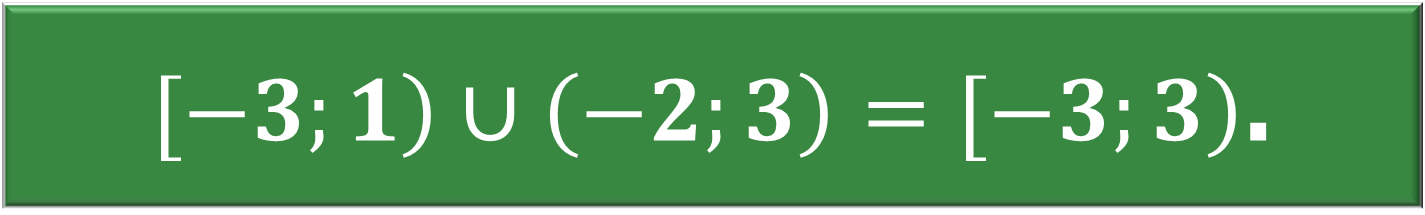 [−3; 1) ∪ (−2; 3) = [−3; 3).